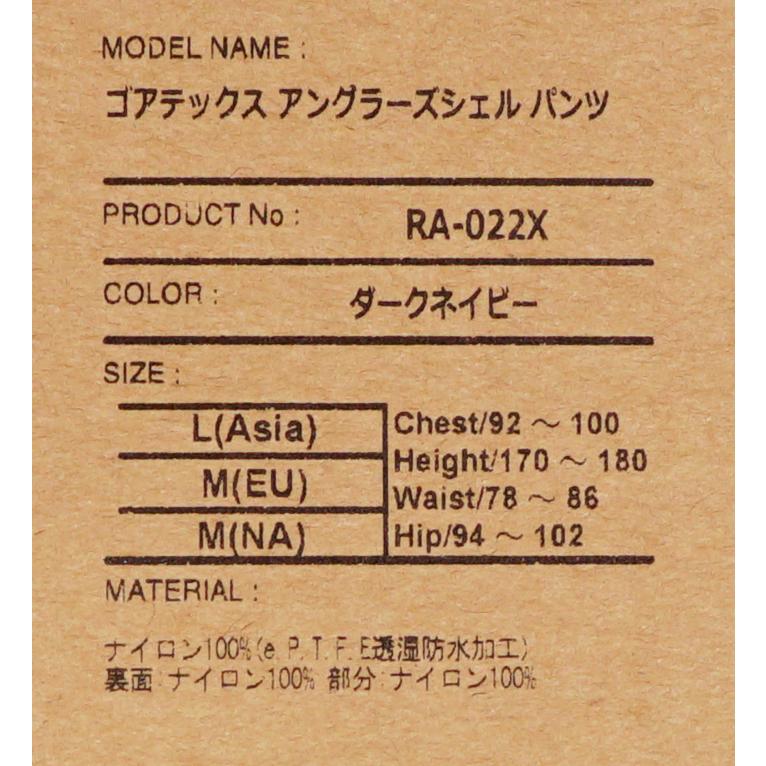 MODEL NAME :
ゴアテックス アングラーズシェル パンツ
PRODUCT No :
RA-022X
COLOR :
ダークネイビー
SIZE :
L(Asia)
M(EU)
M(NA)
Chest/92 ～ 100
Height/170 ～ 180
Waist/78 ～ 86
Hip/94 ～ 102
MATERIAL :
ナイロン100%(e.P.T.F.E透湿防水加工)
裏面:ナイロン100% 部分:ナイロン100%